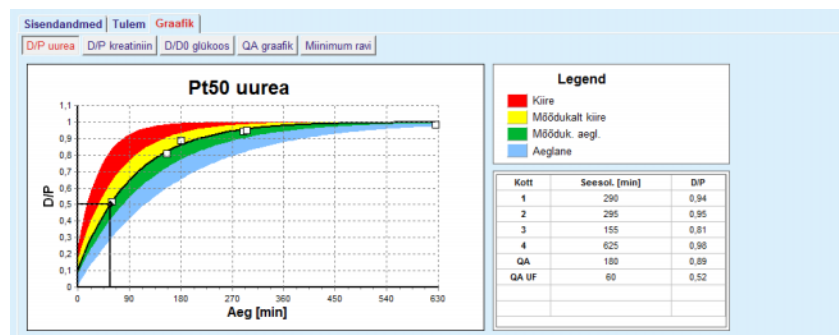 Sisendandmed Tulem Graafik
D/P uurea D/P kreatiniin D/D0 glükoos QA graafik Miinimum ravi
Pt50 uurea
1,1
1
0,9
0,8
0,7
0,6
0,5
0,4
0,3
0,2
0,1
0
D/P
0 90 180 270 360 450 540 630
Aeg [min]
Legend
Kiire
Mõõdukalt kiire
Mõõduk. aegl.
Aeglane
Kott Seesol. [min] D/P
1 290 0,94
2 295 0,95
3 155 0,81
4 625 0,98
QA 180 0,89
QA UF 60 0,52